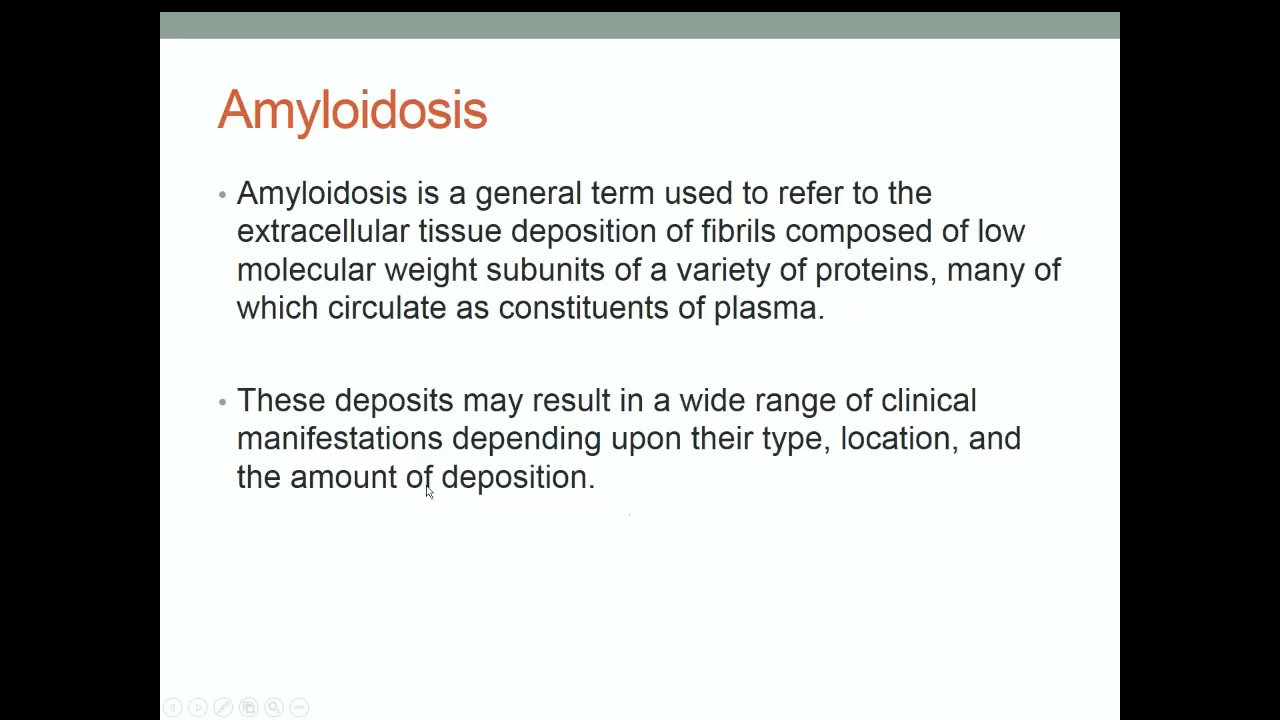 Amyloidosis
• Amyloidosis is a general term used to refer to the
extracellular tissue deposition of fibrils composed of low
molecular weight subunits of a variety of proteins, many of
which circulate as constituents of plasma.
• These deposits may result in a wide range of clinical
manifestations depending upon their type, location, and
the amount of deposition.